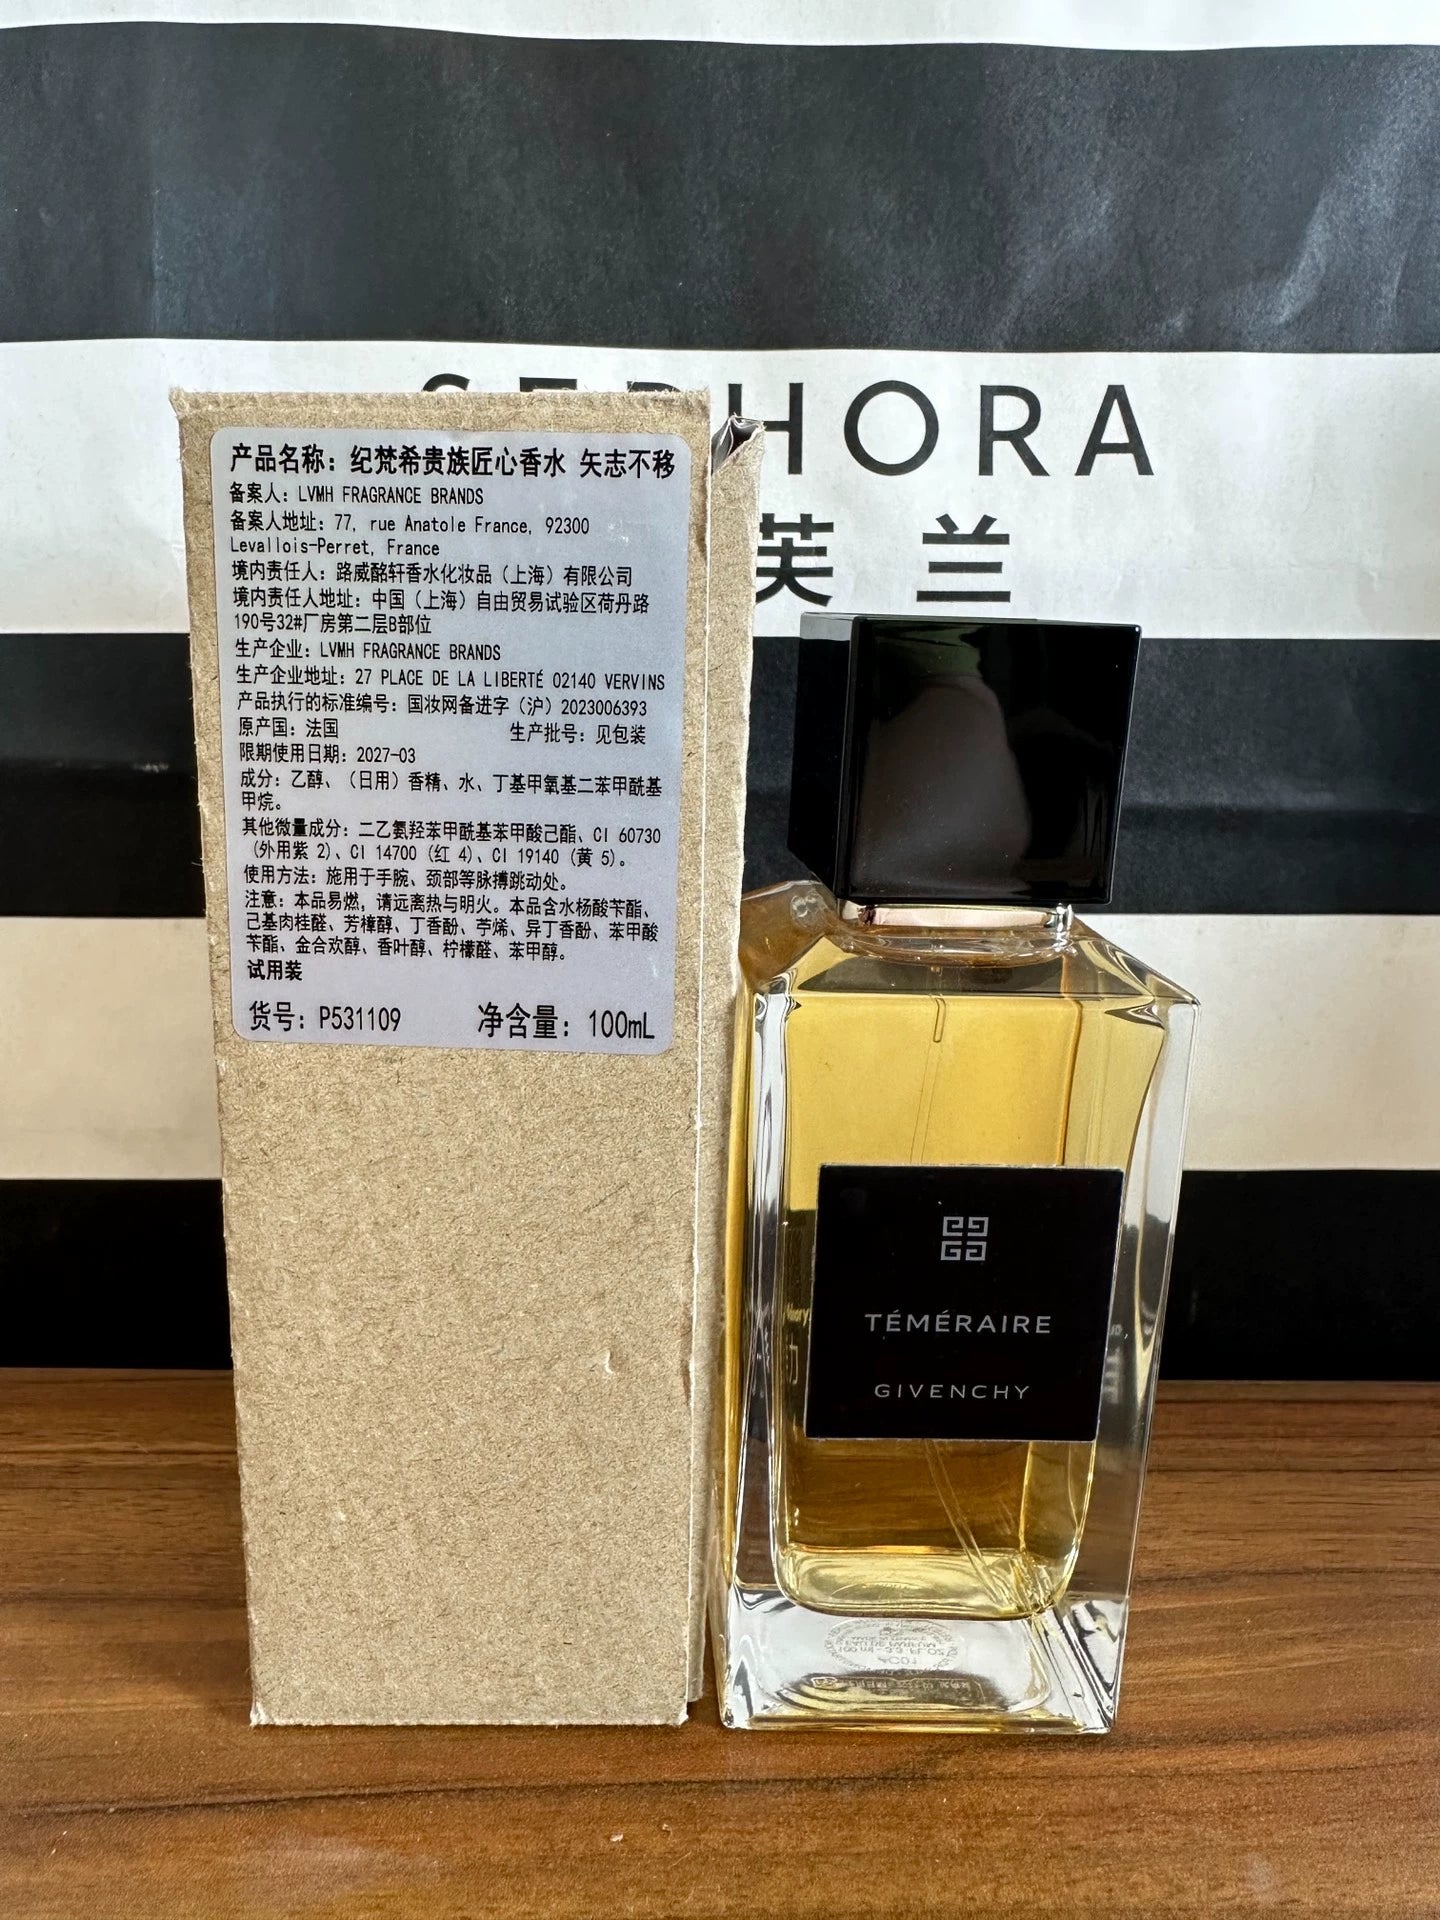 SEPHORA
芙兰
产品名称：纪梵希贵族匠心香水 矢志不移
备案人：LVMH FRAGRANCE BRANDS
备案人地址：77, rue Anatole France, 92300
Levallois-Perret, France
境内责任人：路威酩轩香水化妆品（上海）有限公司
境内责任人地址：中国（上海）自由贸易试验区荷丹路
190号32#厂房第二层B部位
生产企业：LVMH FRAGRANCE BRANDS
生产企业地址：27 PLACE DE LA LIBERTÉ 02140 VERVINS
产品执行的标准编号：国妆网备进字（沪）2023006393
原产国：法国 生产批号：见包装
限期使用日期：2027-03
成分：乙醇、（日用）香精、水、丁基甲氧基二苯甲酰基
甲烷。
其他微量成分：二乙氨羟苯甲酰基苯甲酸己酯、CI 60730
（外用紫 2）、CI 14700（红 4）、CI 19140（黄 5）。
使用方法：施用于手腕、颈部等脉搏跳动处。
注意：本品易燃，请远离热与明火。本品含水杨酸苄酯、
己基肉桂醛、芳樟醇、丁香酚、苧烯、异丁香酚、苯甲酸
苄酯、金合欢醇、香叶醇、柠檬醛、苯甲醇。
试用装
货号：P531109 净含量：100mL
TÉMÉRAIRE
GIVENCHY
EAU DE PARFUM
100 ml - 3.3 FL. OZ
4C01